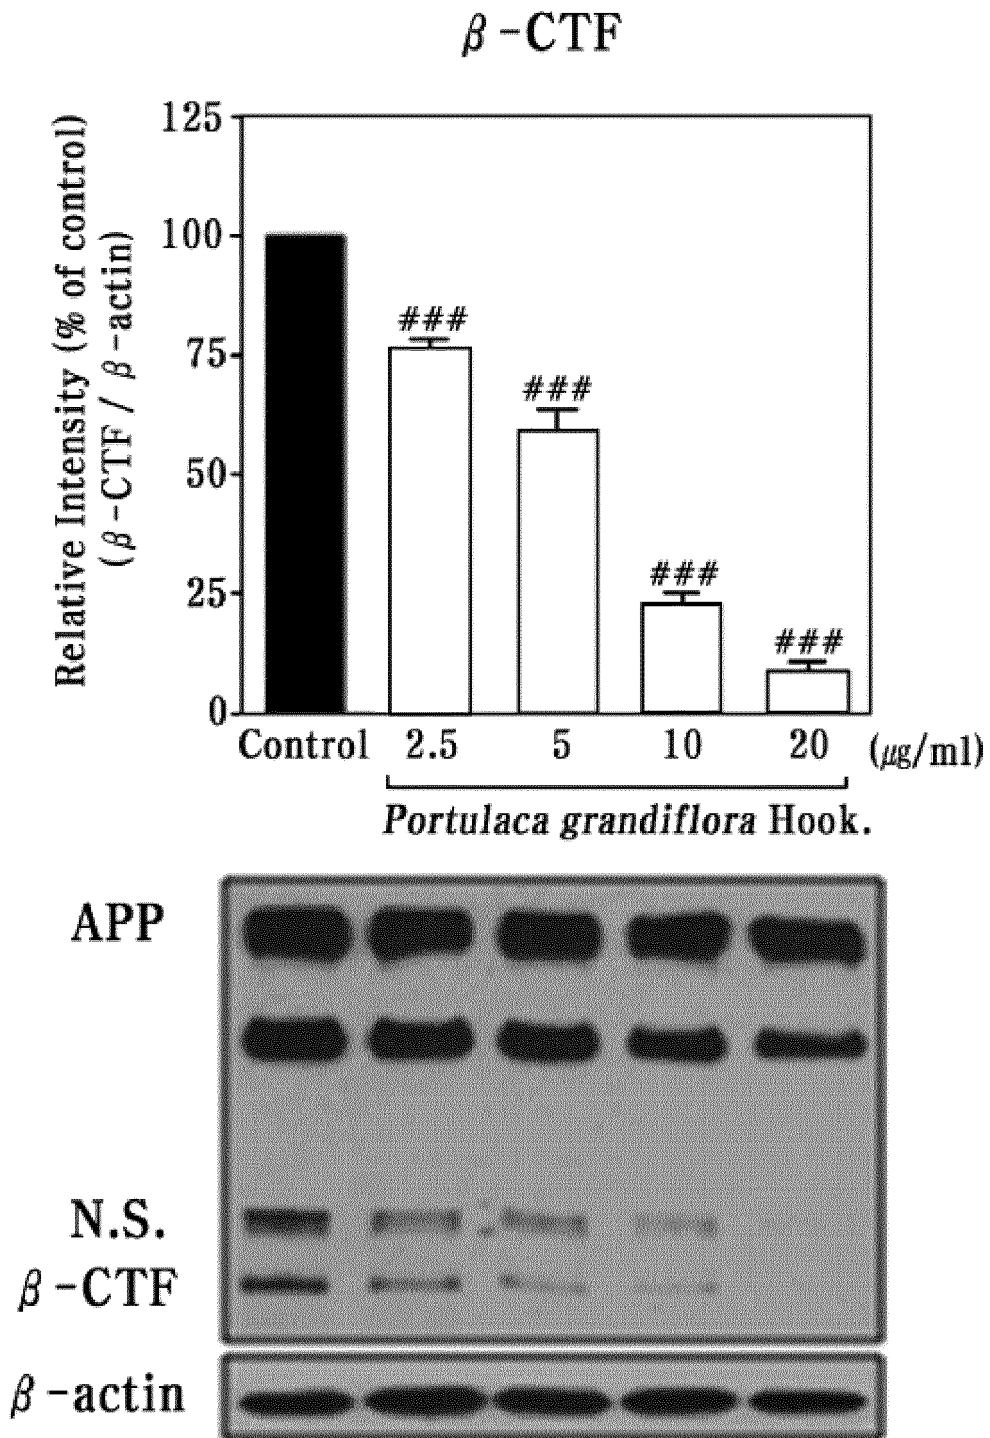 β-CTF
Relative Intensity (% of control)
(β-CTF / β-actin)
125
100
75
50
25
0
###
###
###
###
Control 2.5 5 10 20 (μg/ml)
Portulaca grandiflora Hook.
APP
N.S.
β-CTF
β-actin